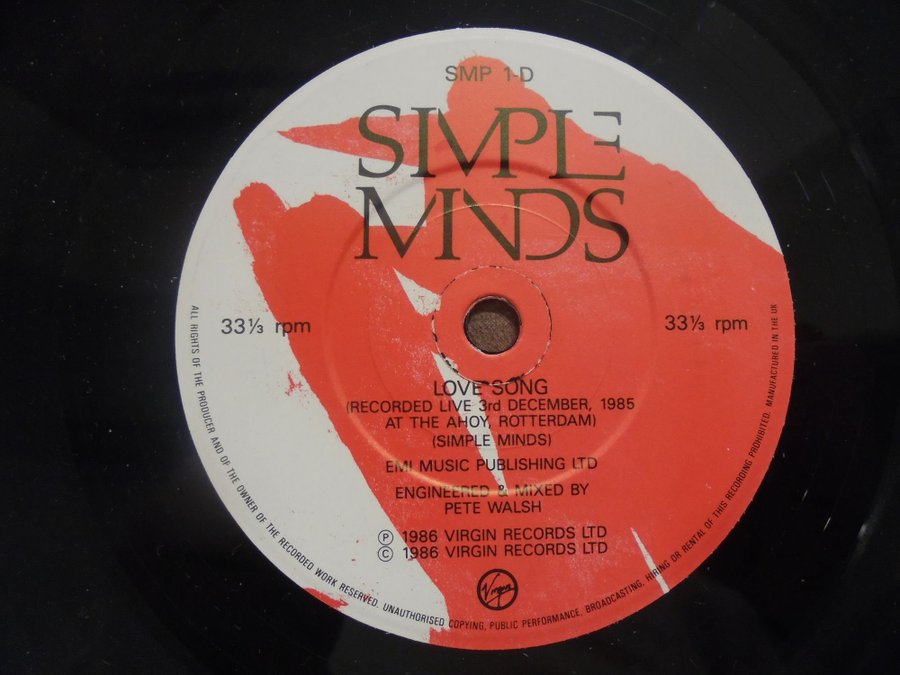 SMP 1-D
SIMPLE
MINDS
33⅓ rpm
33⅓ rpm
LOVE SONG
(RECORDED LIVE 3rd DECEMBER, 1985
AT THE AHOY, ROTTERDAM)
(SIMPLE MINDS)
EMI MUSIC PUBLISHING LTD
ENGINEERED & MIXED BY
PETE WALSH
Ⓟ 1986 VIRGIN RECORDS LTD
© 1986 VIRGIN RECORDS LTD
Virgin
ALL RIGHTS OF THE PRODUCER AND OF THE OWNER OF THE RECORDED WORK RESERVED. UNAUTHORISED COPYING, PUBLIC PERFORMANCE, BROADCASTING, HIRING OR RENTAL OF THIS RECORDING PROHIBITED. MANUFACTURED IN THE UK